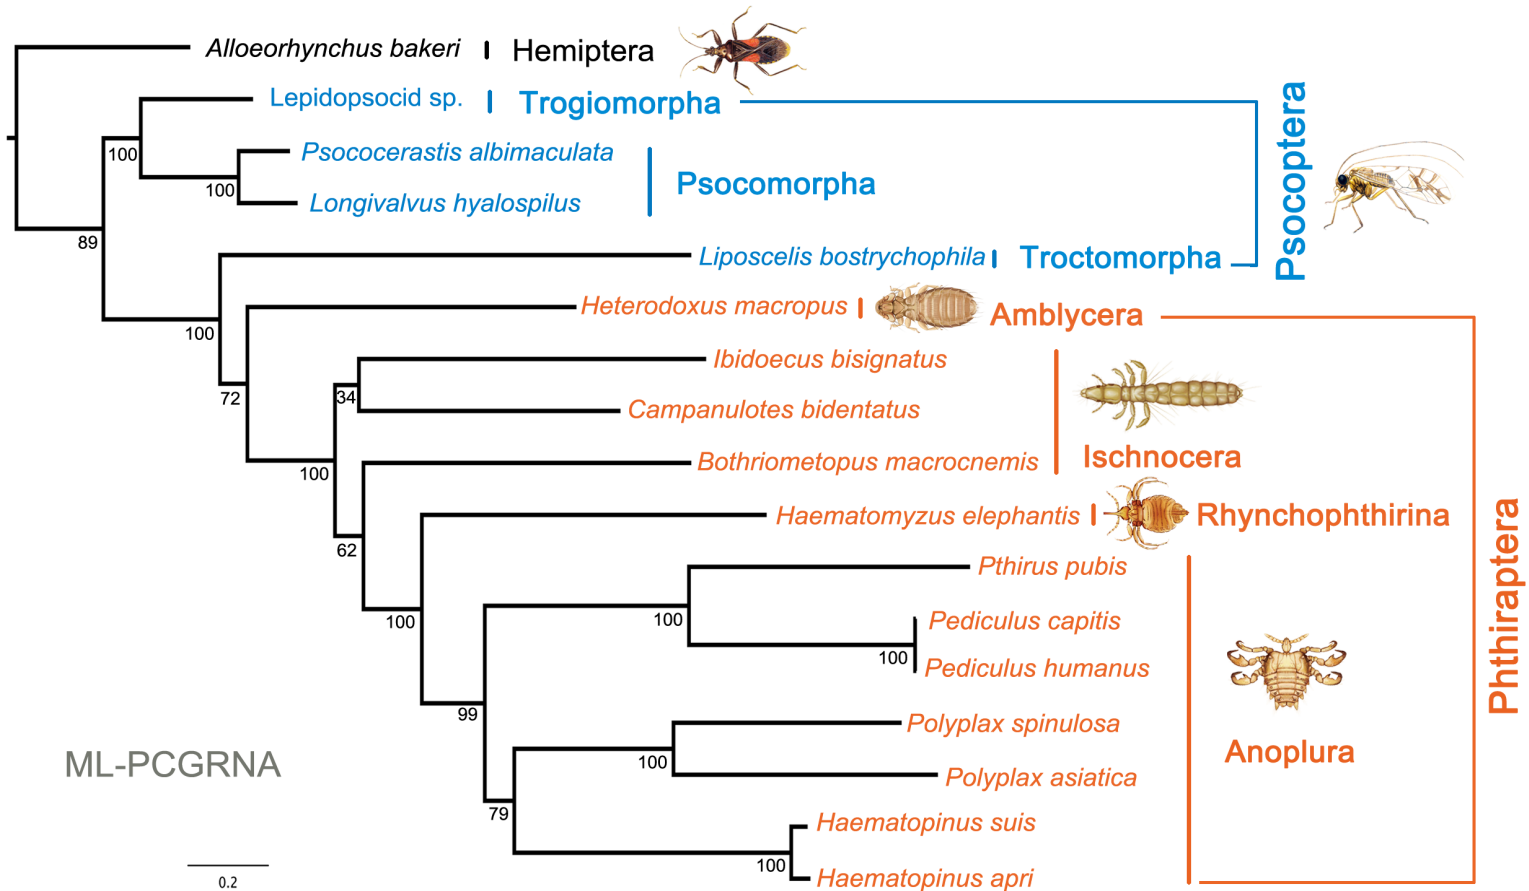 Alloeorhynchus bakeri Hemiptera
Lepidopsocid sp. Trogiomorpha
100
Psococerastis albimaculata
100
Psocomorpha
Longivalvus hyalospilus
Psocoptera
89
Liposcelis bostrychophila Troctomorpha
Heterodoxus macropus Amblycera
100
Ibidoecus bisignatus
72
34
Campanulotes bidentatus
Bothriometopus macrocnemis Ischnocera
100
Haematomyzus elephantis Rhynchophthirina
62
Pthirus pubis
Phthiraptera
100
100
Pediculus capitis
100
Pediculus humanus
99
Polyplax spinulosa
100
Anoplura
Polyplax asiatica
ML-PCGRNA
79
Haematopinus suis
100
Haematopinus apri
0.2